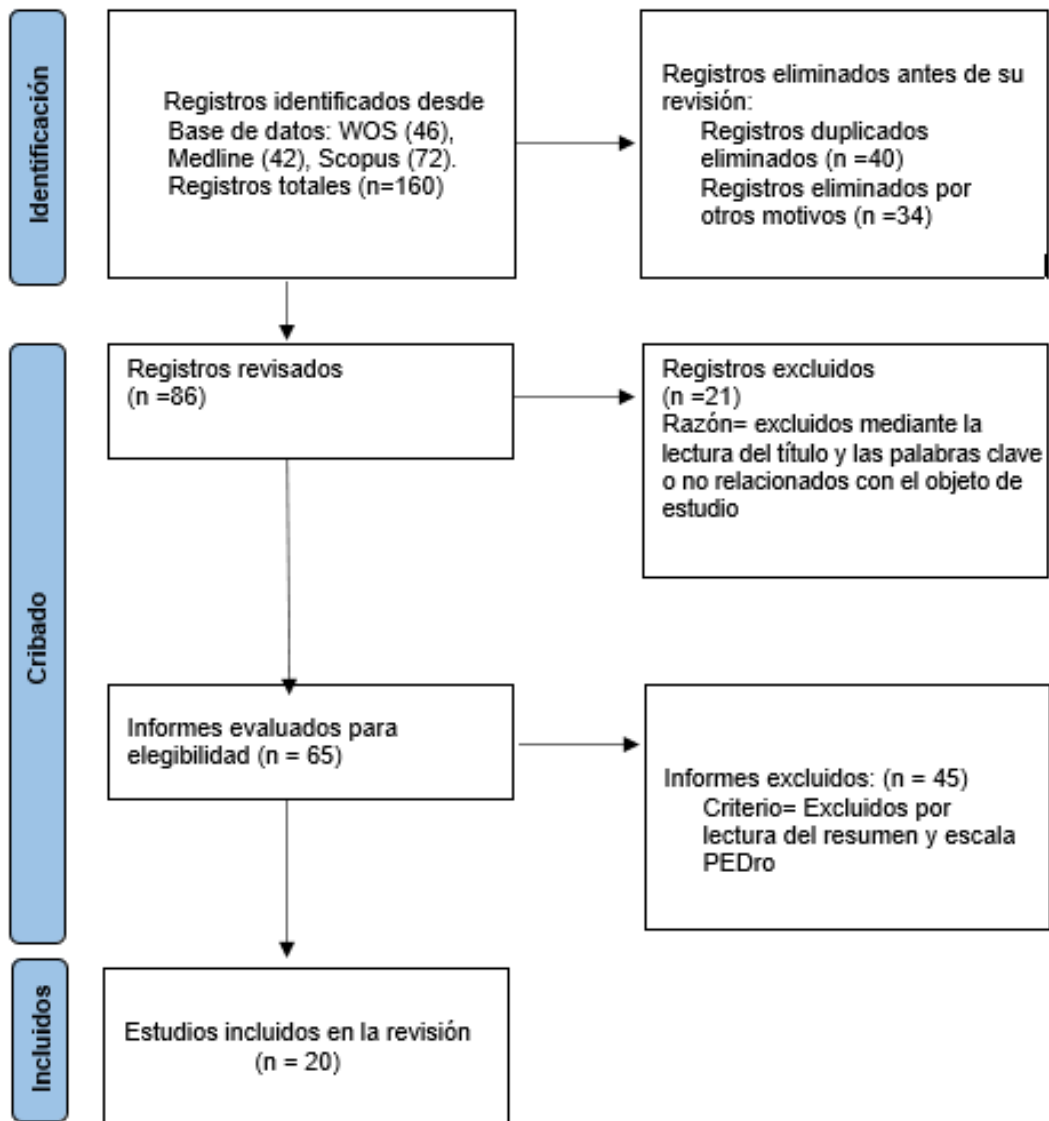 Identificación
Registros identificados desde
Base de datos: WOS (46),
Medline (42), Scopus (72).
Registros totales (n=160)
Registros eliminados antes de su
revisión:
Registros duplicados
eliminados (n =40)
Registros eliminados por
otros motivos (n =34)
Cribado
Registros revisados
(n =86)
Registros excluidos
(n =21)
Razón= excluidos mediante la
lectura del título y las palabras clave
o no relacionados con el objeto de
estudio
Informes evaluados para
elegibilidad (n = 65)
Informes excluidos: (n = 45)
Criterio= Excluidos por
lectura del resumen y escala
PEDro
Incluidos
Estudios incluidos en la revisión
(n = 20)